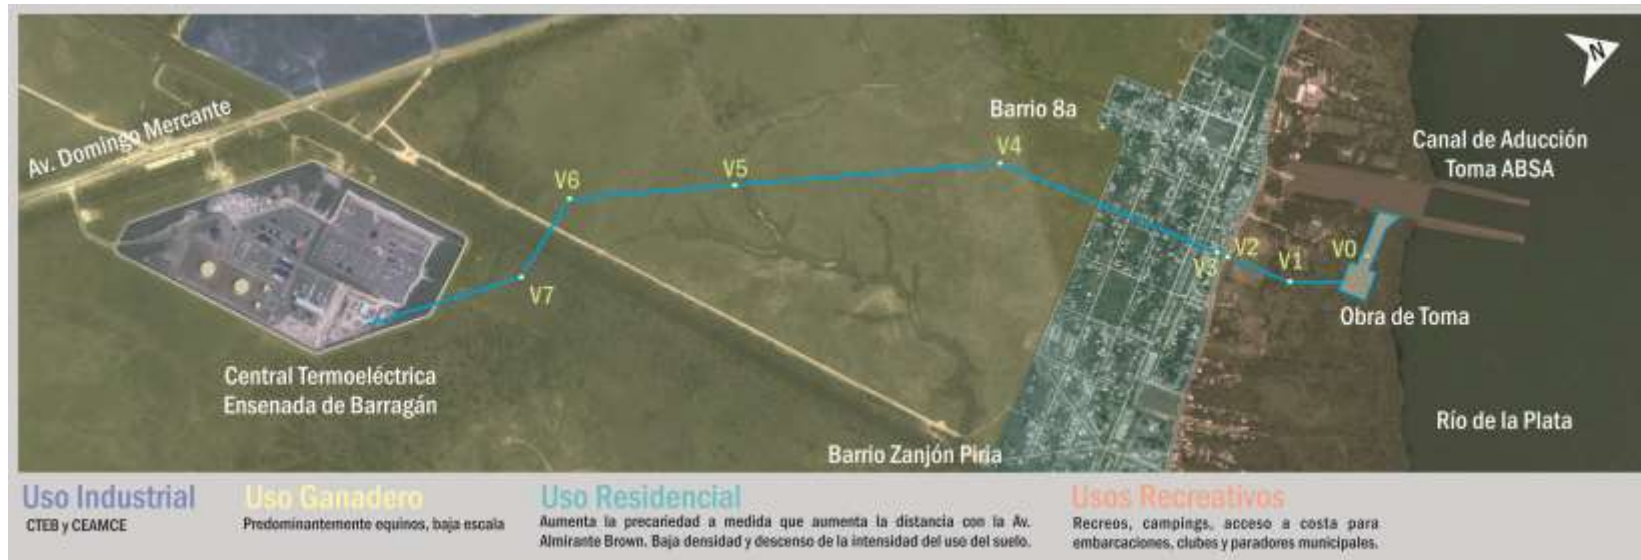 N
Av. Domingo Mercante
Barrio 8a
Canal de Aducción
Toma ABSA
V4
V5
V6
V7
V3
V2
V1
V0
Obra de Toma
Central Termoeléctrica
Ensenada de Barragán
Río de la Plata
Barrio Zanjón Piria
Uso Industrial
CTEB y CEAMCE
Uso Ganadero
Predominantemente equinos, baja escala
Uso Residencial
Aumenta la precariedad a medida que aumenta la distancia con la Av.
Almirante Brown. Baja densidad y descenso de la intensidad del uso del suelo.
Usos Recreativos
Recreos, campings, acceso a costa para
embarcaciones, clubes y paradores municipales.